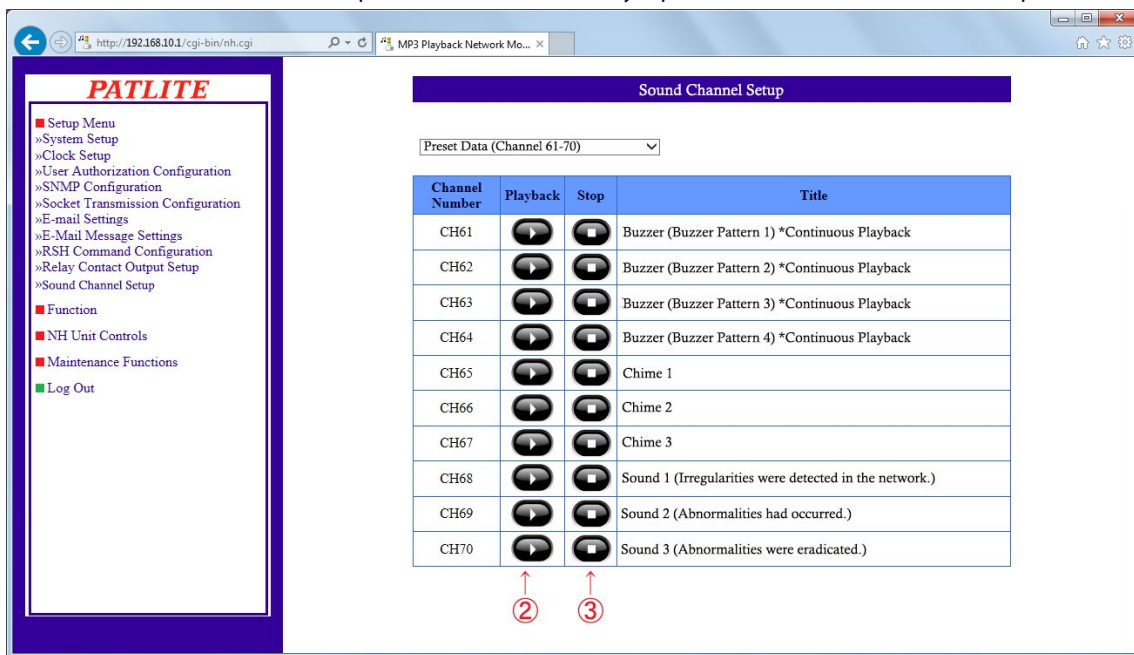 http://192.168.10.1/cgi-bin/nh.cgi
MP3 Playback Network Mo...
PATLITE
Setup Menu
»System Setup
»Clock Setup
»User Authorization Configuration
»SNMP Configuration
»Socket Transmission Configuration
»E-mail Settings
»E-Mail Message Settings
»RSH Command Configuration
»Relay Contact Output Setup
»Sound Channel Setup
Function
NH Unit Controls
Maintenance Functions
Log Out
Sound Channel Setup
Preset Data (Channel 61-70)
Channel Number Playback Stop Title
CH61 Buzzer (Buzzer Pattern 1) *Continuous Playback
CH62 Buzzer (Buzzer Pattern 2) *Continuous Playback
CH63 Buzzer (Buzzer Pattern 3) *Continuous Playback
CH64 Buzzer (Buzzer Pattern 4) *Continuous Playback
CH65 Chime 1
CH66 Chime 2
CH67 Chime 3
CH68 Sound 1 (Irregularities were detected in the network.)
CH69 Sound 2 (Abnormalities had occurred.)
CH70 Sound 3 (Abnormalities were eradicated.)
② ③